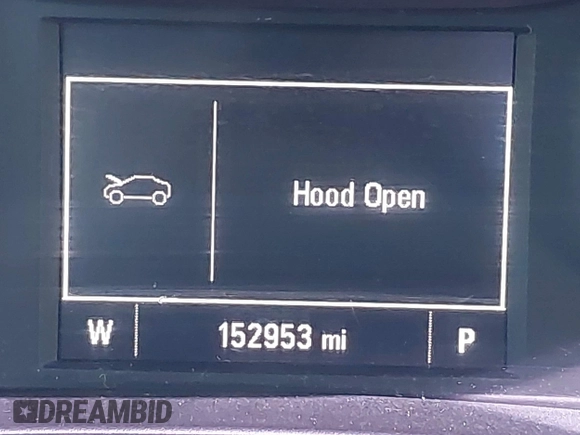 Hood Open
W 152953 mi P
DREAMBID